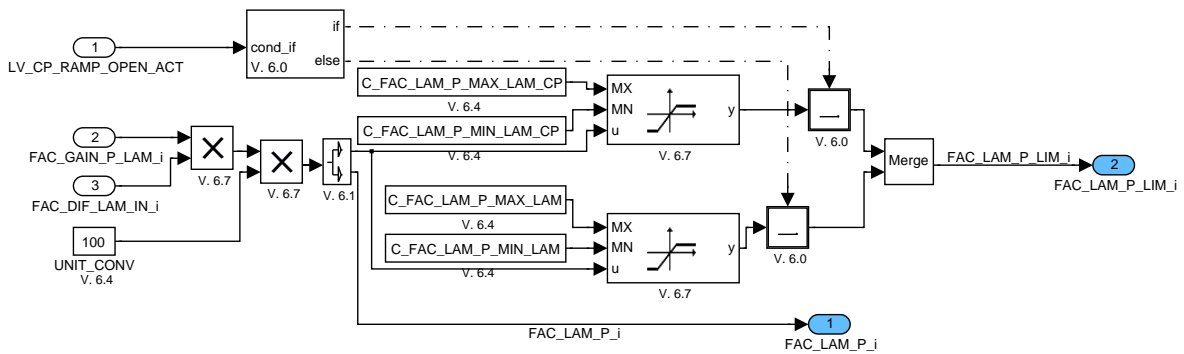 if
1
cond_if
LV_CP_RAMP_OPEN_ACT
V. 6.0
else
C_FAC_LAM_P_MAX_LAM_CP
V. 6.4
MX
MN
u
y
V. 6.7
C_FAC_LAM_P_MIN_LAM_CP
V. 6.4
V. 6.0
2
FAC_GAIN_P_LAM_i
V. 6.7
V. 6.7
V. 6.1
3
FAC_DIF_LAM_IN_i
100
UNIT_CONV
V. 6.4
Merge
FAC_LAM_P_LIM_i
2
FAC_LAM_P_LIM_i
C_FAC_LAM_P_MAX_LAM
V. 6.4
MX
MN
u
y
V. 6.7
C_FAC_LAM_P_MIN_LAM
V. 6.4
V. 6.0
FAC_LAM_P_i
1
FAC_LAM_P_i